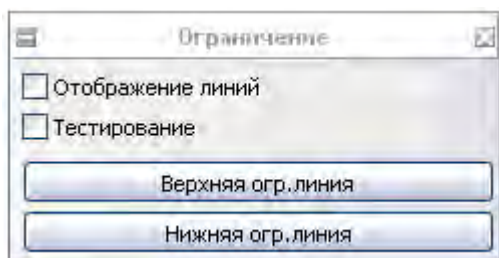 Ограничение
Отображение линий
Тестирование
Верхняя огр.линия
Нижняя огр.линия